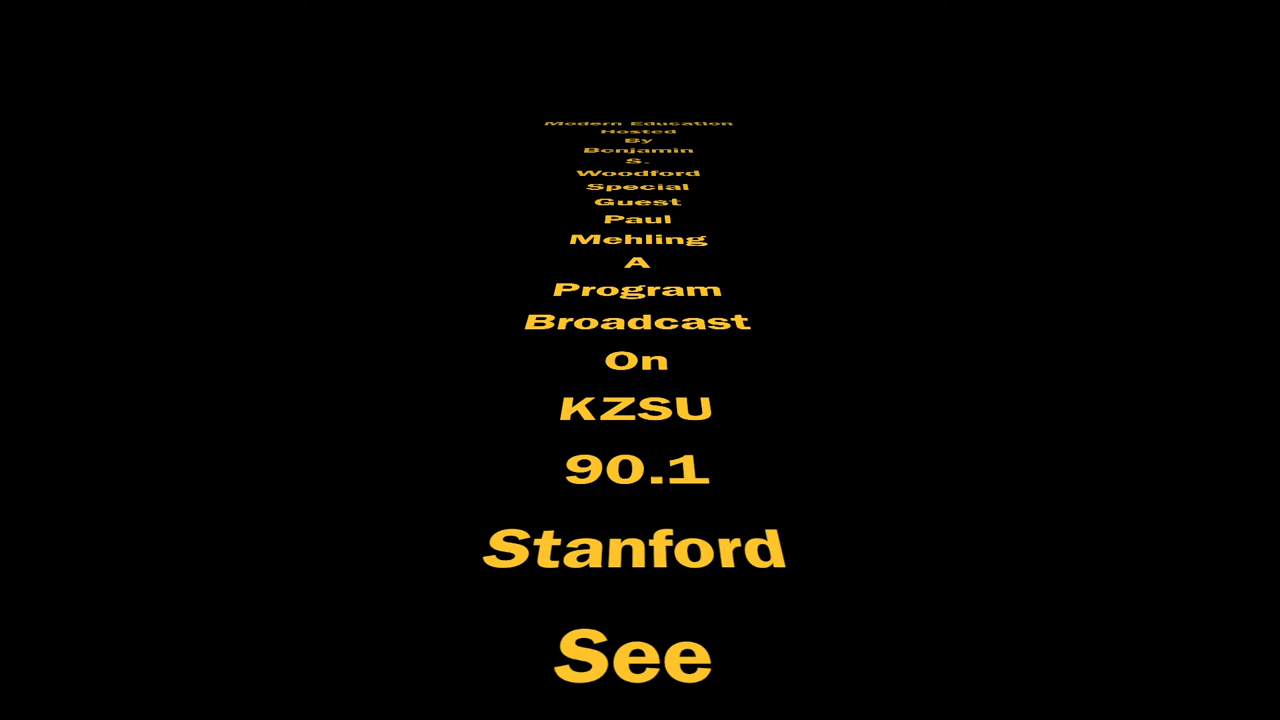 Modern Education
Hosted
By
Benjamin
S.
Woodford
Special
Guest
Paul
Mehling
A
Program
Broadcast
On
KZSU
90.1
Stanford
See